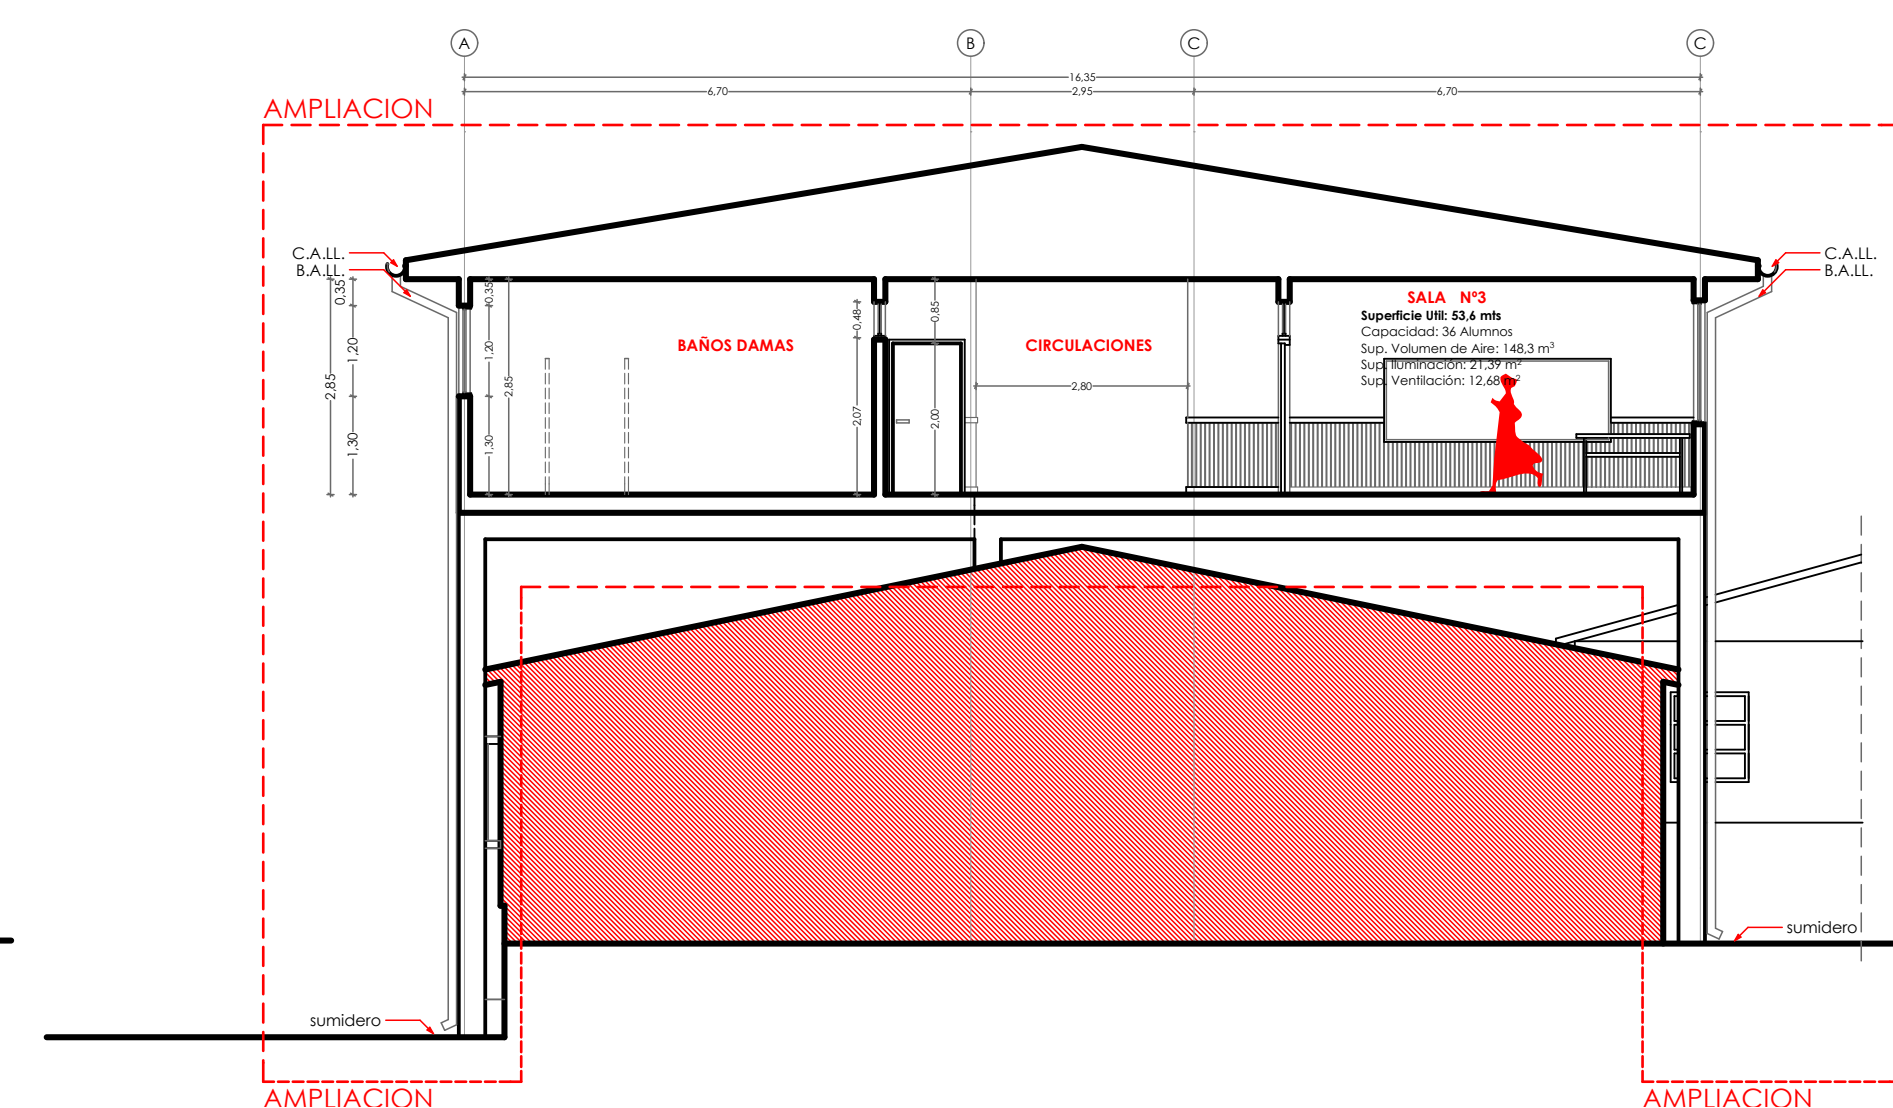 A B C C
16,35
6,70 2,95 6,70
AMPLIACION
C.A.LL.
B.A.LL.
C.A.LL.
B.A.LL.
0,35
1,20
2,85
1,30
0,35
1,20
2,85
1,30
BAÑOS DAMAS
0,48
2,07
0,85
2,00
CIRCULACIONES
2,80
SALA Nº3
Superficie Util: 53,6 mts
Capacidad: 36 Alumnos
Sup. Volumen de Aire: 148,3 m³
Sup. Iluminación: 21,39 m²
Sup. Ventilación: 12,68 m²
sumidero
sumidero
AMPLIACION
AMPLIACION